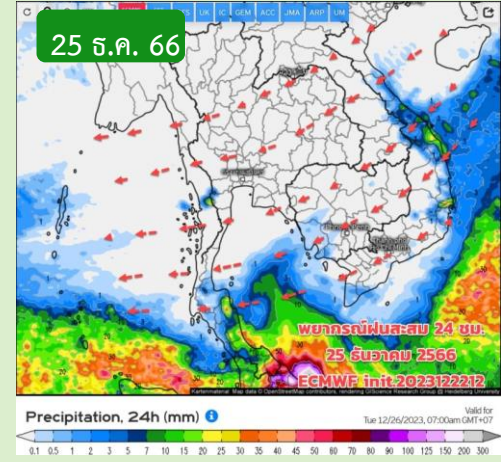 UK IC GEM ACC JMA ARP UM
25 ธ.ค. 66
พยากรณ์ฝนสะสม 24 ชม.
25 ธันวาคม 2566
ECMWF init.2023122212
Precipitation, 24h (mm)
Valid for
Tue 12/26/2023, 07:00am GMT+07
0.1 0.5 1 2 3 5 7 10 15 20 25 30 35 40 45 50 60 70 80 90 100 125 150 200 300